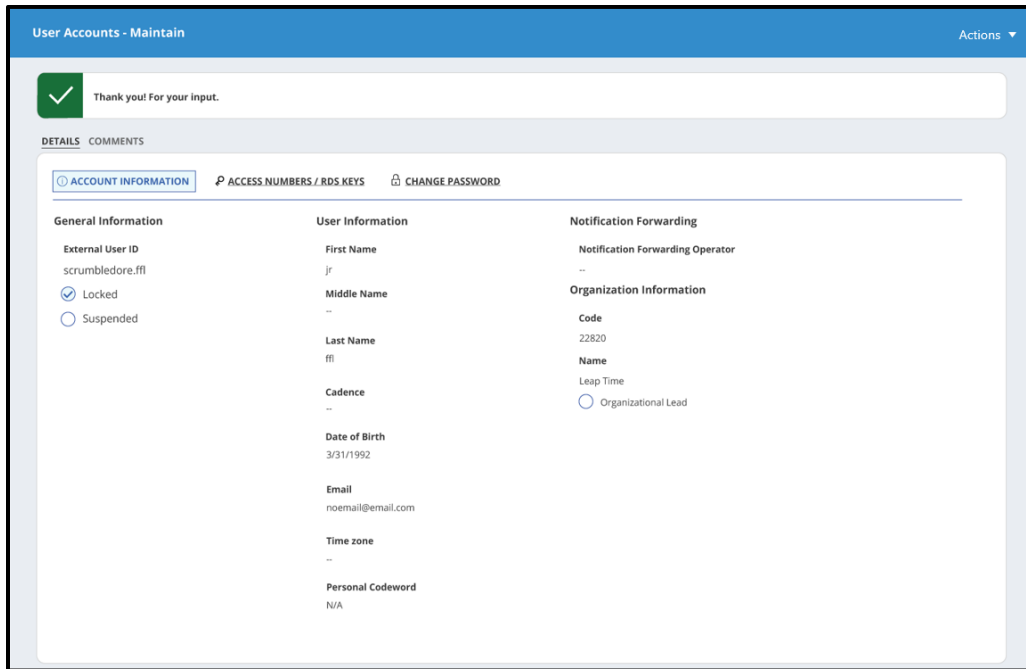 User Accounts - Maintain
Actions
Thank you! For your input.
DETAILS COMMENTS
ACCOUNT INFORMATION ACCESS NUMBERS / RDS KEYS CHANGE PASSWORD
General Information
External User ID
scrumbledore.ffl
Locked
Suspended
User Information
First Name
jr
Middle Name
--
Last Name
ffl
Cadence
--
Date of Birth
3/31/1992
Email
noemail@email.com
Time zone
--
Personal Codeword
N/A
Notification Forwarding
Notification Forwarding Operator
--
Organization Information
Code
22820
Name
Leap Time
Organizational Lead